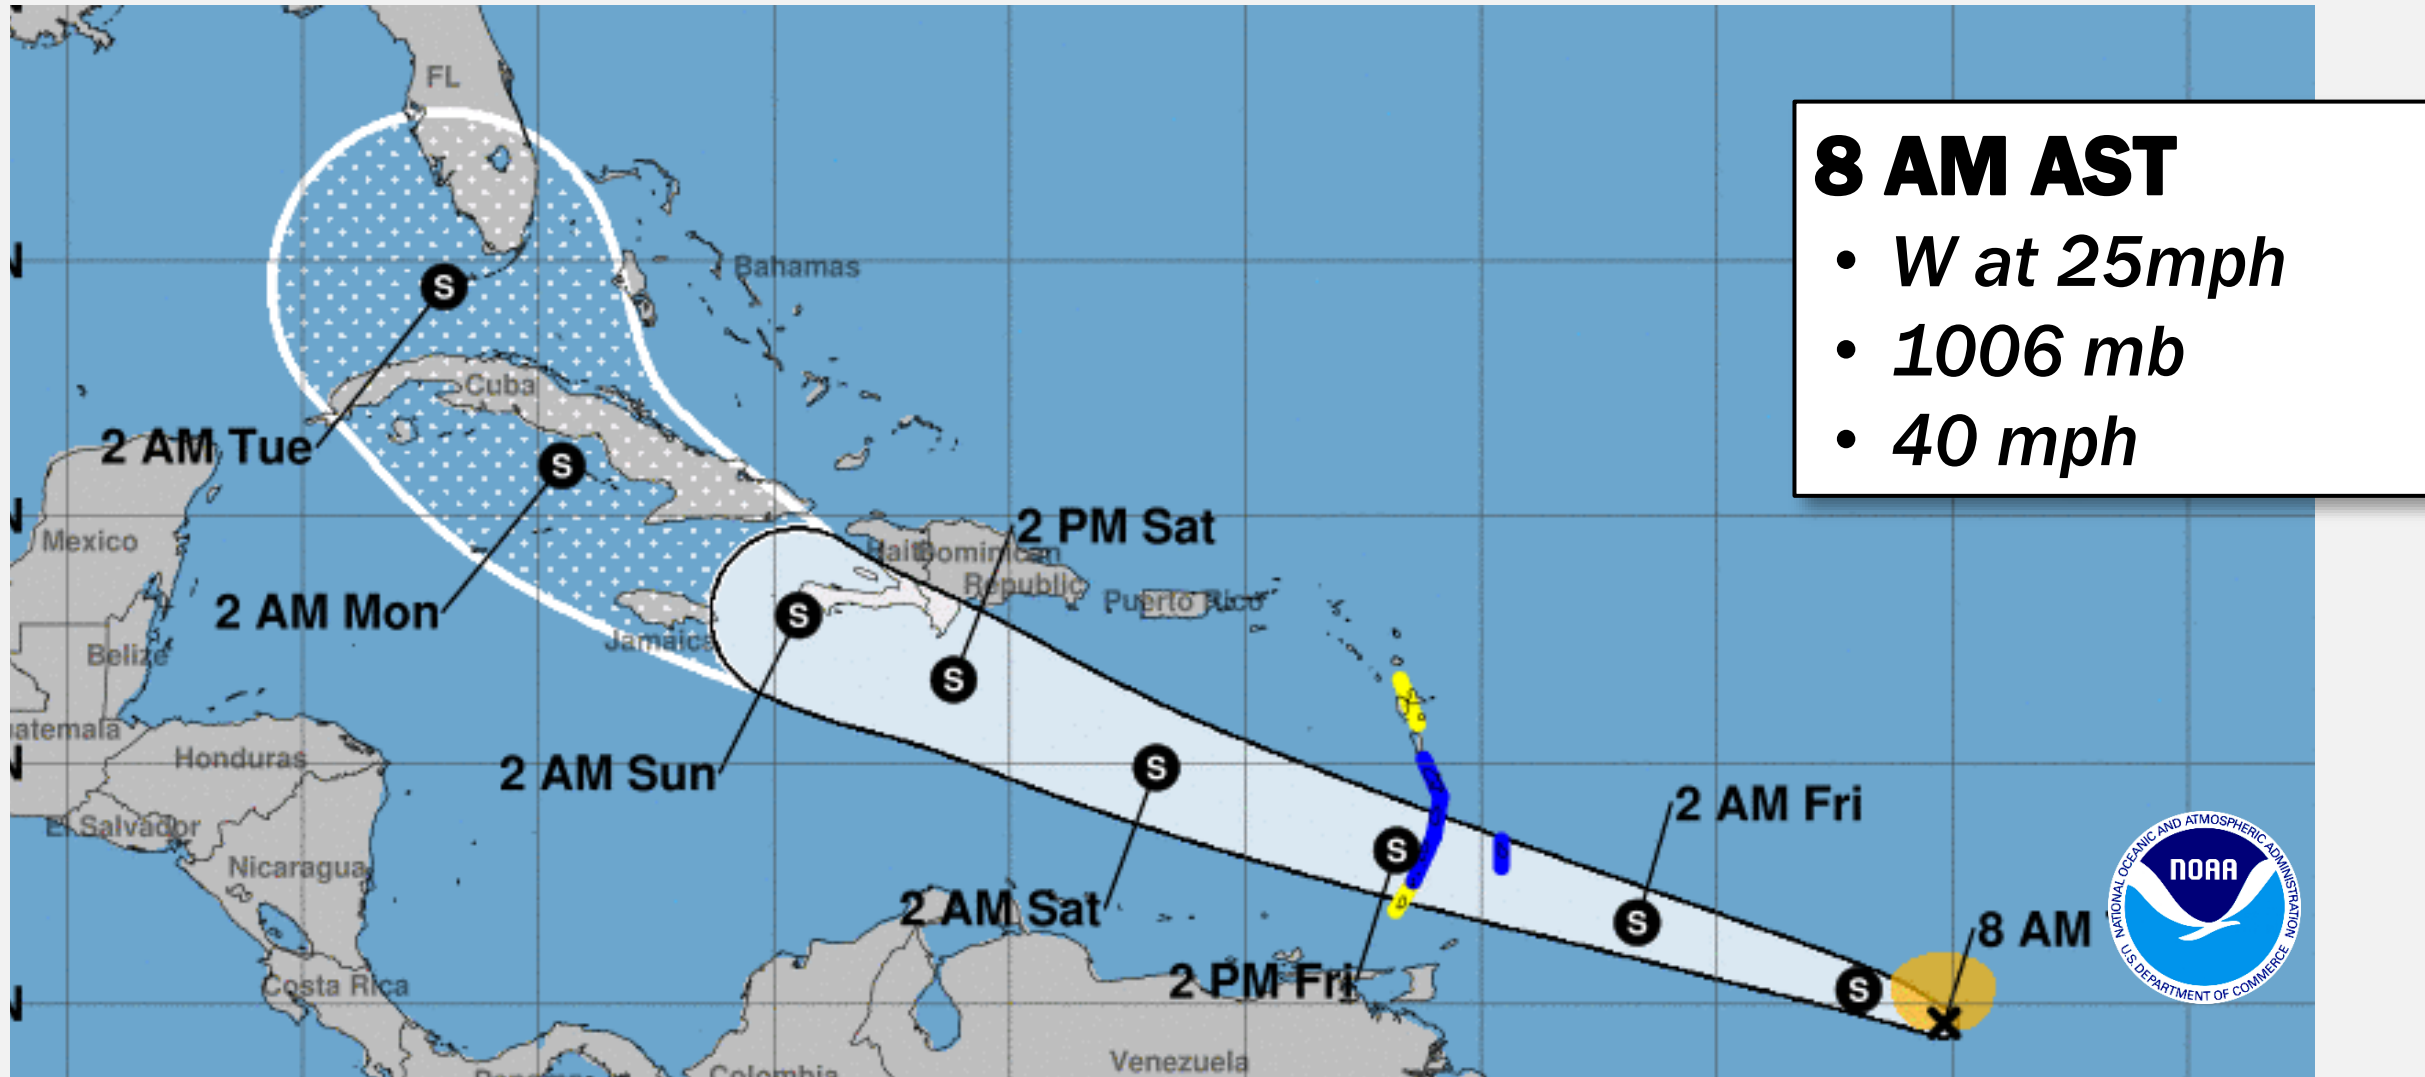 FL
8 AM AST
• W at 25mph
• 1006 mb
• 40 mph
Bahamas
N
S
Cuba
2 AM Tue
S
N
2 PM Sat
Mexico
Haiti
Dominican
Republic
Puerto Rico
2 AM Mon
S
Jamaica
Belize
S
N
atemala
Honduras
2 AM Sun
S
2 AM Fri
El Salvador
Nicaragua
S
NATIONAL OCEANIC AND ATMOSPHERIC ADMINISTRATION
NOAA
U.S. DEPARTMENT OF COMMERCE
2 AM Sat
S
8 AM
2 PM Fri
Costa Rica
S
N
X
Venezuela
Colombia